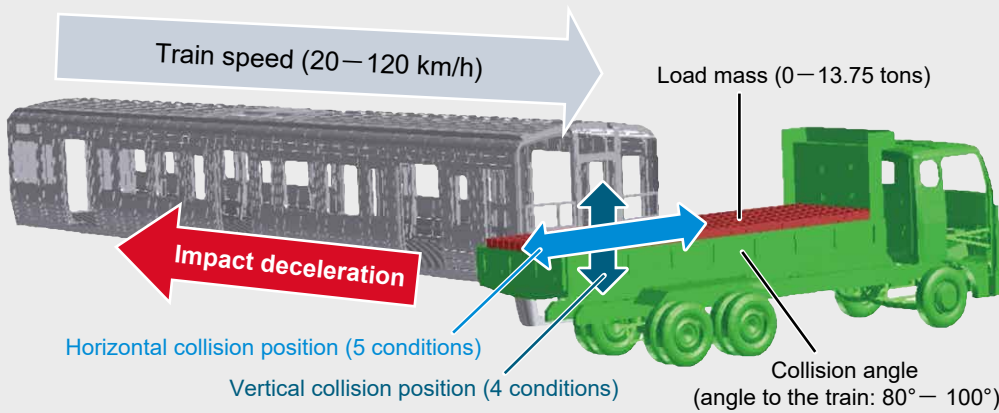 Train speed (20－120 km/h)
Load mass (0－13.75 tons)
Impact deceleration
Horizontal collision position (5 conditions)
Vertical collision position (4 conditions)
Collision angle
(angle to the train: 80°－ 100°)